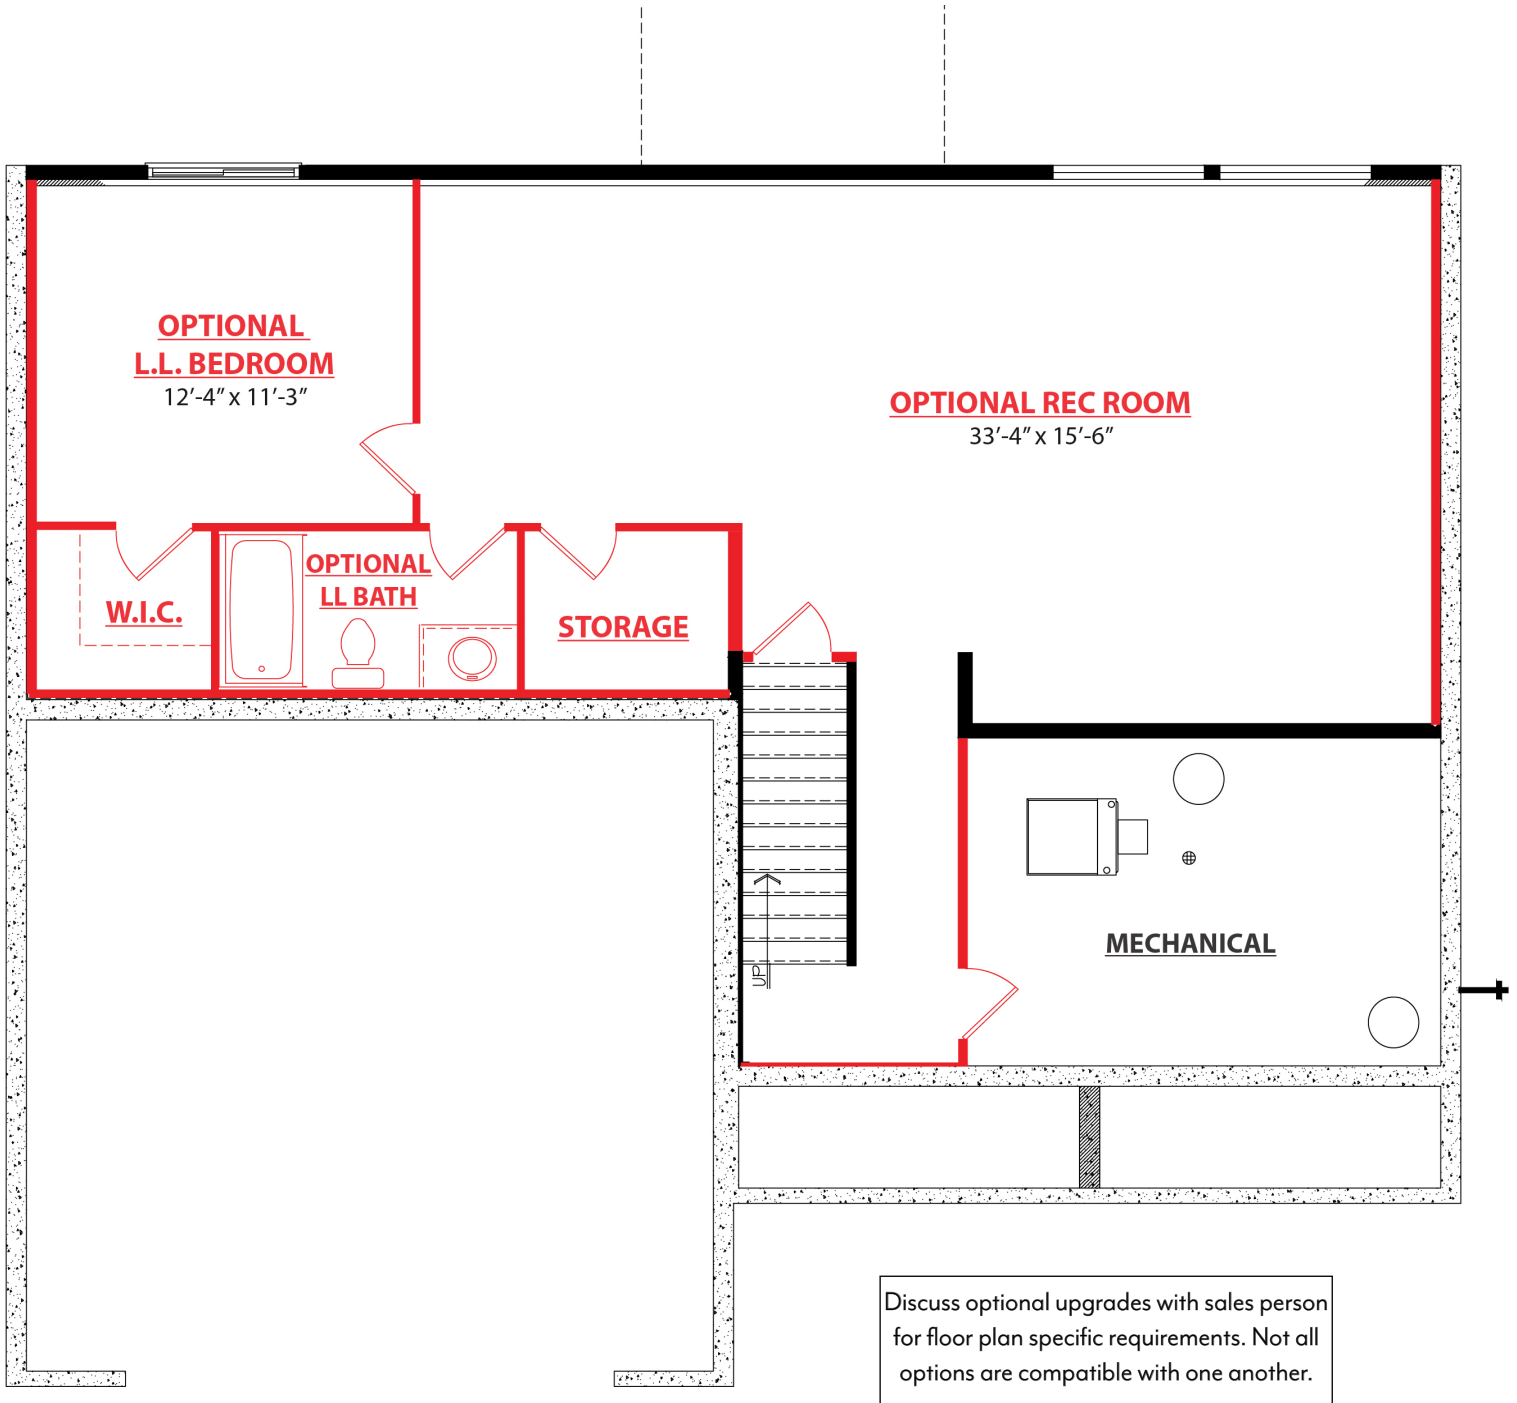 OPTIONAL
L.L. BEDROOM
12’-4” x 11’-3”
OPTIONAL REC ROOM
33’-4” x 15’-6”
OPTIONAL
LL BATH
W.I.C.
STORAGE
UP
MECHANICAL
Discuss optional upgrades with sales person
for floor plan specific requirements. Not all
options are compatible with one another.